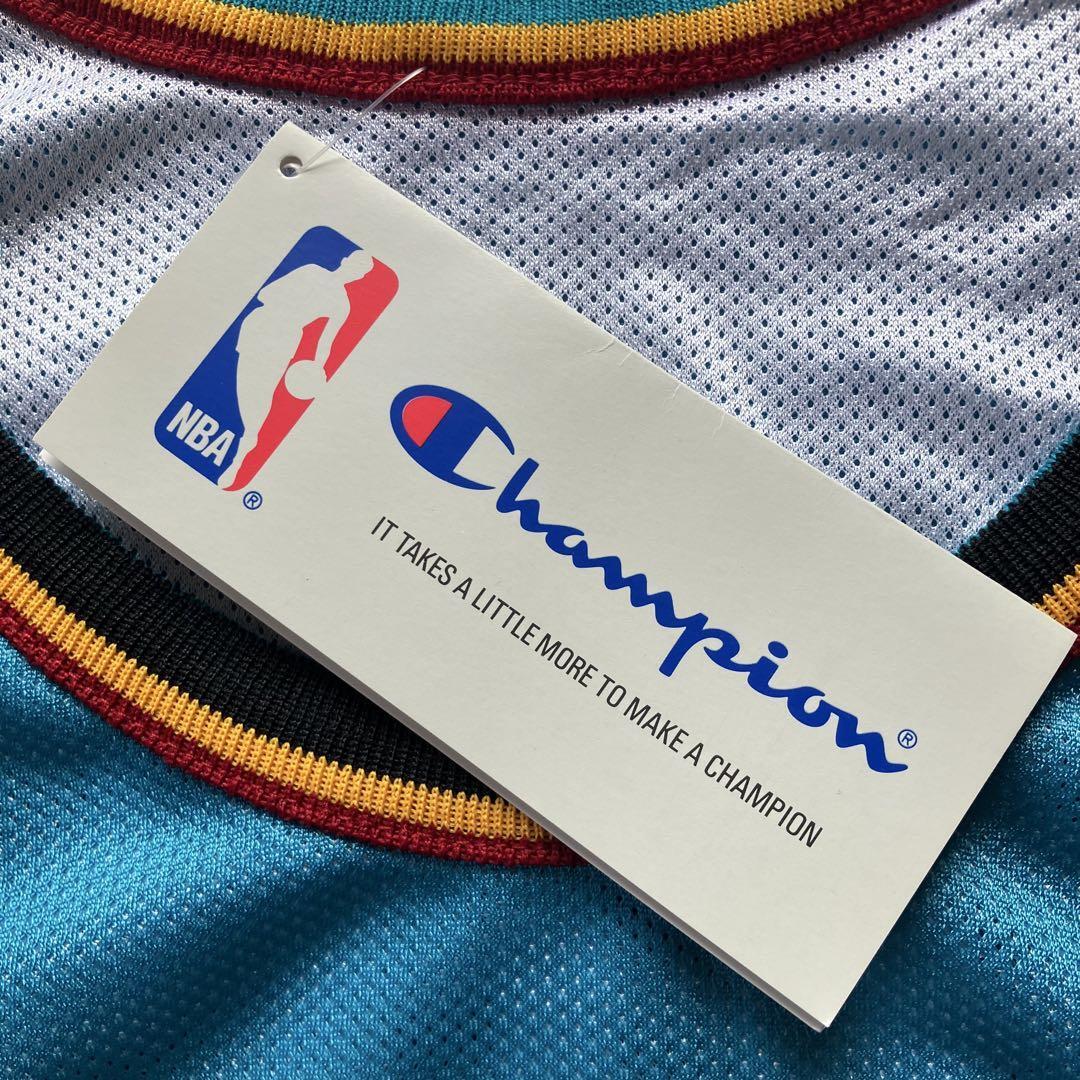 NBA ®
Champion ®
IT TAKES A LITTLE MORE TO MAKE A CHAMPION